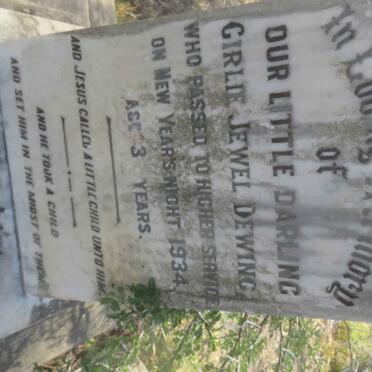 In Loving Memory
of
OUR LITTLE DARLING
GIRLIE JEWEL DEWING,
WHO PASSED TO HIGHER SERVICE
ON NEW YEARS NIGHT 1934,
AGE 3 YEARS.
AND JESUS CALLED A LITTLE CHILD UNTO HIM
AND HE TOOK A CHILD
AND SET HIM IN THE MIDST OF THEM